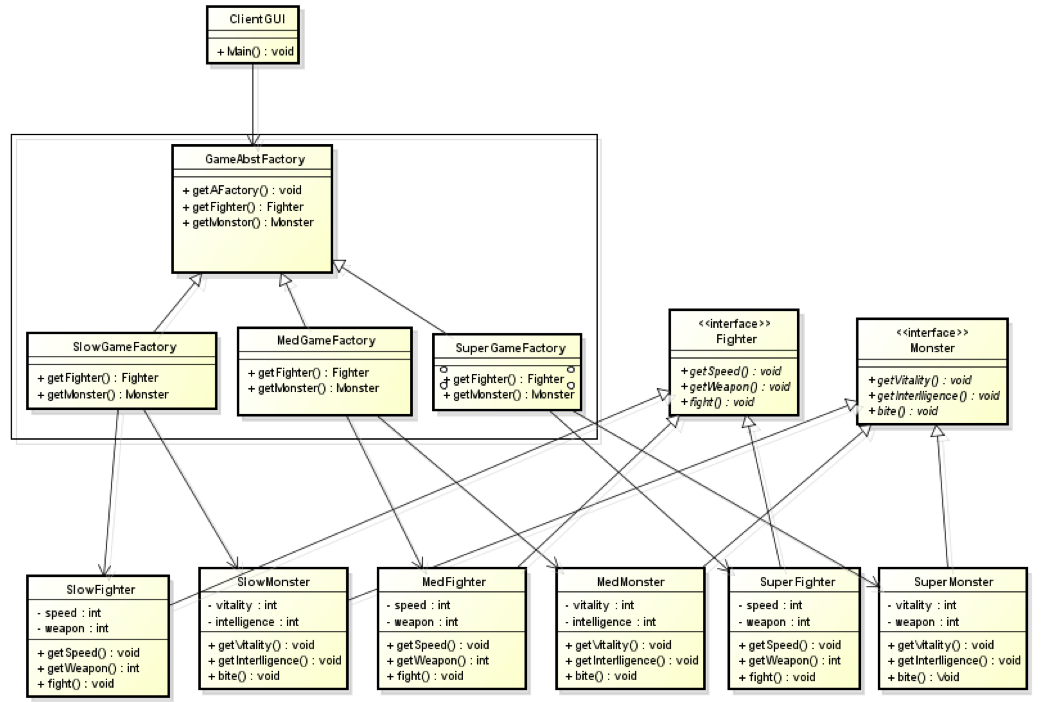 ClientGUI
+ Main() : void
GameAbstFactory
+ getAFactory() : void
+ getFighter() : Fighter
+ getMonstor() : Monster
SlowGameFactory
+ getFighter() : Fighter
+ getMonster() : Monster
MedGameFactory
+ getFighter() : Fighter
+ getMonster() : Monster
SuperGameFactory
+ getFighter() : Fighter
+ getMonster() : Monster
<<interface>>
Fighter
+ getSpeed() : void
+ getWeapon() : void
+ fight() : void
<<interface>>
Monster
+ getVitality() : void
+ getInterlligence() : void
+ bite() : void
SlowFighter
- speed : int
- weapon : int
+ getSpeed() : void
+ getWeapon() : int
+ fight() : void
SlowMonster
- vitality : int
- intelligence : int
+ getVitality() : void
+ getInterlligence() : void
+ bite() : void
MedFighter
- speed : int
- weapon : int
+ getSpeed() : void
+ getWeapon() : int
+ fight() : void
MedMonster
- vitality : int
- intelligence : int
+ getVitality() : void
+ getInterlligence() : void
+ bite() : void
SuperFighter
- speed : int
- weapon : int
+ getSpeed() : void
+ getWeapon() : int
+ fight() : void
SuperMonster
- vitality : int
- weapon : int
+ getVitality() : void
+ getInterlligence() : void
+ bite() : void